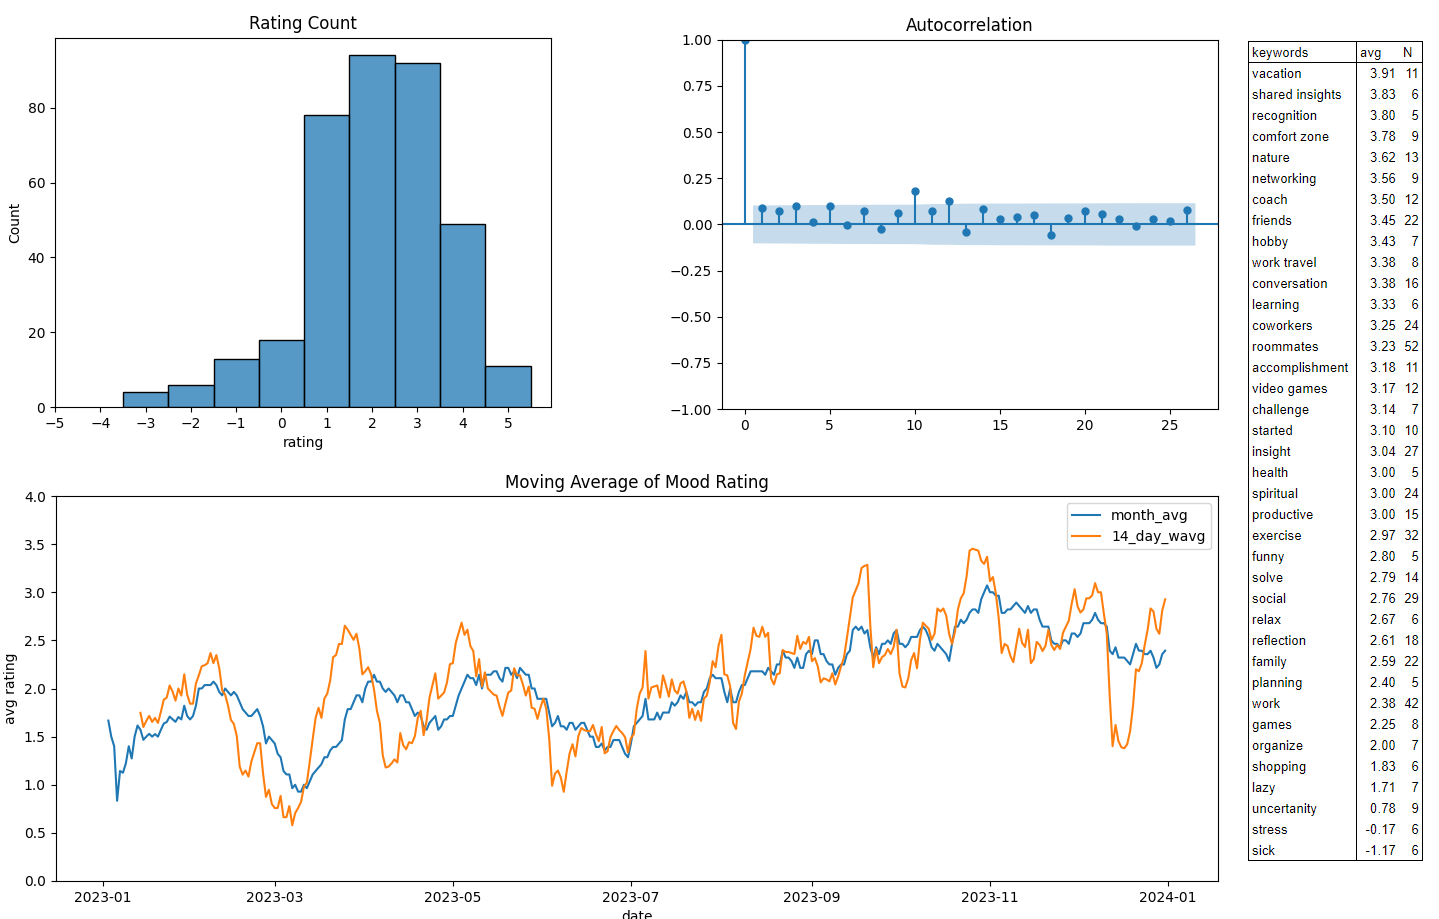 Rating Count
Count
80
60
40
20
0
−5 −4 −3 −2 −1 0 1 2 3 4 5
rating
Autocorrelation
1.00
0.75
0.50
0.25
0.00
−0.25
−0.50
−0.75
−1.00
0 5 10 15 20 25
keywords avg N
vacation 3.91 11
shared insights 3.83 6
recognition 3.80 5
comfort zone 3.78 9
nature 3.62 13
networking 3.56 9
coach 3.50 12
friends 3.45 22
hobby 3.43 7
work travel 3.38 8
conversation 3.38 16
learning 3.33 6
coworkers 3.25 24
roommates 3.23 52
accomplishment 3.18 11
video games 3.17 12
challenge 3.14 7
started 3.10 10
insight 3.04 27
health 3.00 5
spiritual 3.00 24
productive 3.00 15
exercise 2.97 32
funny 2.80 5
solve 2.79 14
social 2.76 29
relax 2.67 6
reflection 2.61 18
family 2.59 22
planning 2.40 5
work 2.38 42
games 2.25 8
organize 2.00 7
shopping 1.83 6
lazy 1.71 7
uncertanity 0.78 9
stress -0.17 6
sick -1.17 6
Moving Average of Mood Rating
month_avg
14_day_wavg
avg rating
4.0
3.5
3.0
2.5
2.0
1.5
1.0
0.5
0.0
2023-01 2023-03 2023-05 2023-07 2023-09 2023-11 2024-01
date